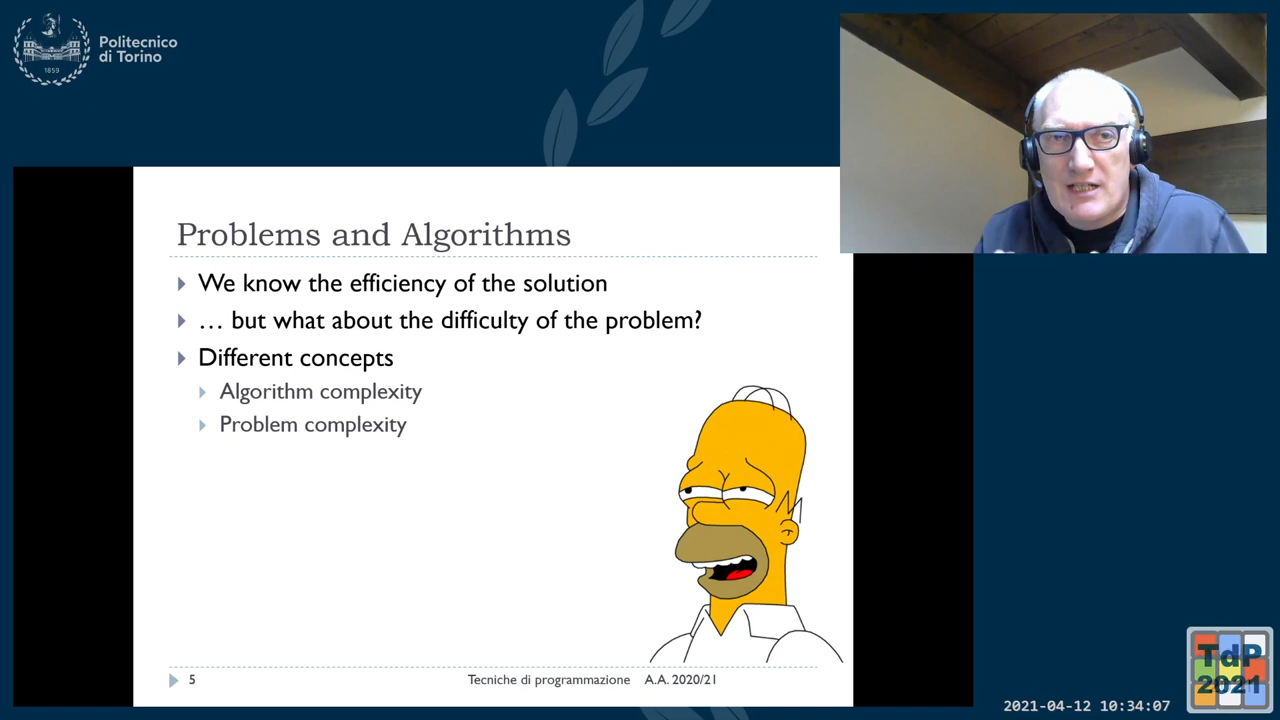 Politecnico
di Torino
1859
Problems and Algorithms
We know the efficiency of the solution
… but what about the difficulty of the problem?
Different concepts
Algorithm complexity
Problem complexity
5
Tecniche di programmazione A.A. 2020/21
TdP
2021
2021-04-12 10:34:07